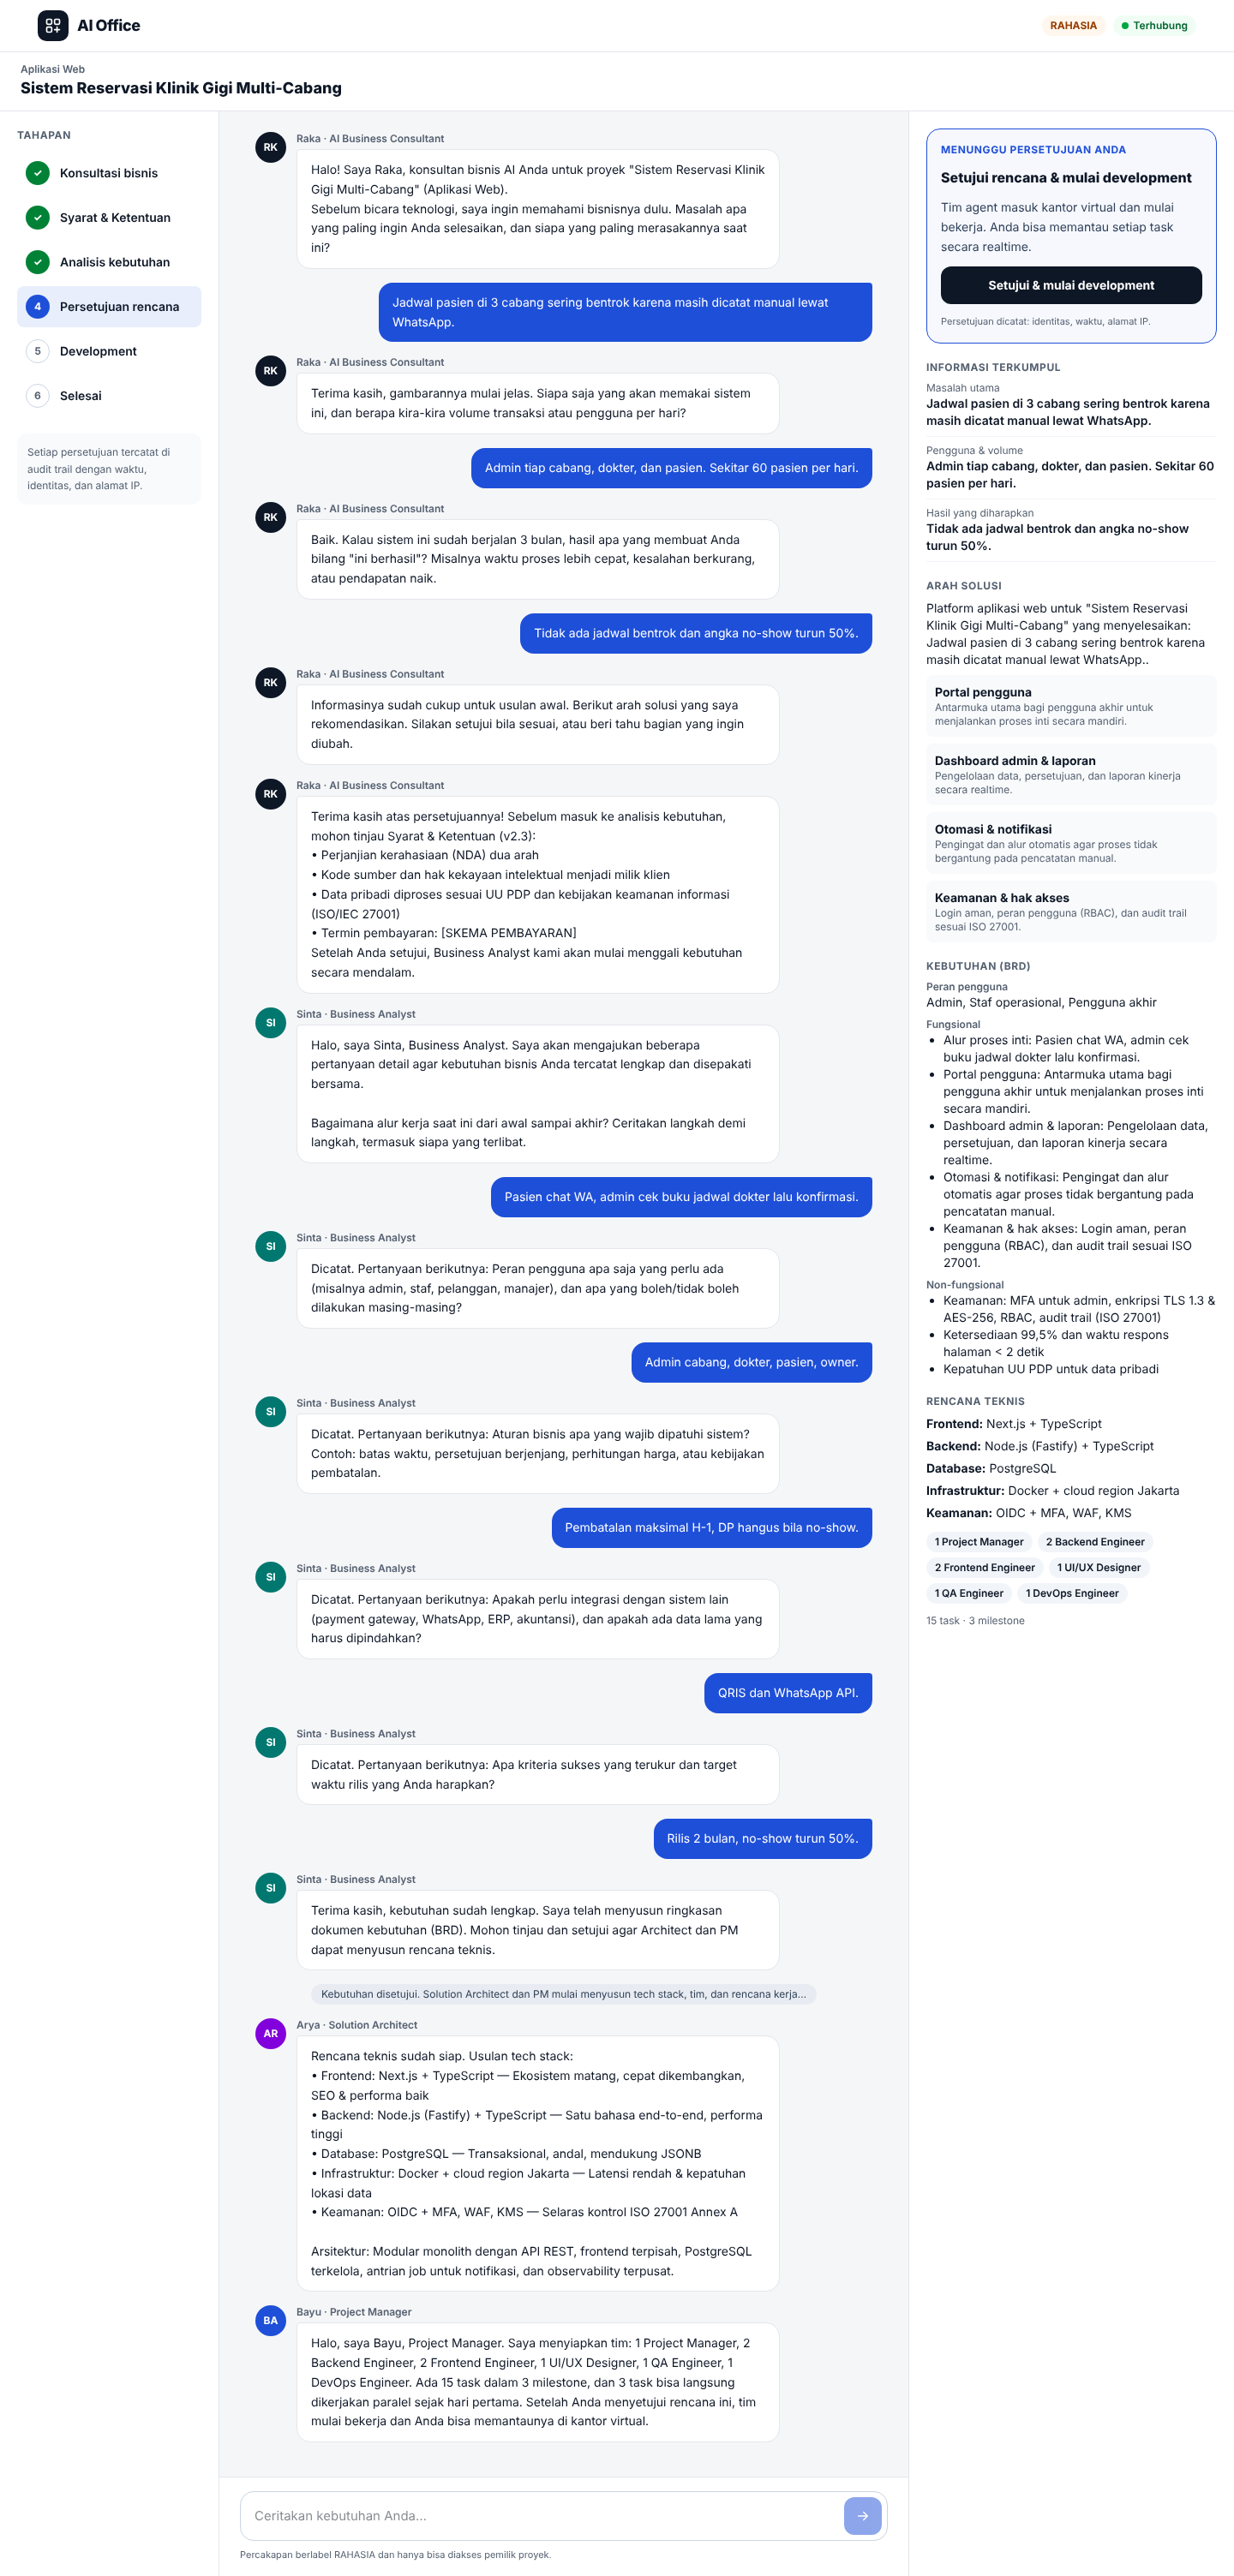 AI Office
RAHASIA
Terhubung
Aplikasi Web
Sistem Reservasi Klinik Gigi Multi-Cabang
TAHAPAN
Konsultasi bisnis
Syarat & Ketentuan
Analisis kebutuhan
4 Persetujuan rencana
5 Development
6 Selesai
Setiap persetujuan tercatat di
audit trail dengan waktu,
identitas, dan alamat IP.
RK
Raka · AI Business Consultant
Halo! Saya Raka, konsultan bisnis AI Anda untuk proyek "Sistem Reservasi Klinik
Gigi Multi-Cabang" (Aplikasi Web).
Sebelum bicara teknologi, saya ingin memahami bisnisnya dulu. Masalah apa
yang paling ingin Anda selesaikan, dan siapa yang paling merasakannya saat
ini?
Jadwal pasien di 3 cabang sering bentrok karena masih dicatat manual lewat
WhatsApp.
RK
Raka · AI Business Consultant
Terima kasih, gambarannya mulai jelas. Siapa saja yang akan memakai sistem
ini, dan berapa kira-kira volume transaksi atau pengguna per hari?
Admin tiap cabang, dokter, dan pasien. Sekitar 60 pasien per hari.
RK
Raka · AI Business Consultant
Baik. Kalau sistem ini sudah berjalan 3 bulan, hasil apa yang membuat Anda
bilang "ini berhasil"? Misalnya waktu proses lebih cepat, kesalahan berkurang,
atau pendapatan naik.
Tidak ada jadwal bentrok dan angka no-show turun 50%.
RK
Raka · AI Business Consultant
Informasinya sudah cukup untuk usulan awal. Berikut arah solusi yang saya
rekomendasikan. Silakan setujui bila sesuai, atau beri tahu bagian yang ingin
diubah.
RK
Raka · AI Business Consultant
Terima kasih atas persetujuannya! Sebelum masuk ke analisis kebutuhan,
mohon tinjau Syarat & Ketentuan (v2.3):
• Perjanjian kerahasiaan (NDA) dua arah
• Kode sumber dan hak kekayaan intelektual menjadi milik klien
• Data pribadi diproses sesuai UU PDP dan kebijakan keamanan informasi
(ISO/IEC 27001)
• Termin pembayaran: [SKEMA PEMBAYARAN]
Setelah Anda setujui, Business Analyst kami akan mulai menggali kebutuhan
secara mendalam.
SI
Sinta · Business Analyst
Halo, saya Sinta, Business Analyst. Saya akan mengajukan beberapa
pertanyaan detail agar kebutuhan bisnis Anda tercatat lengkap dan disepakati
bersama.
Bagaimana alur kerja saat ini dari awal sampai akhir? Ceritakan langkah demi
langkah, termasuk siapa yang terlibat.
Pasien chat WA, admin cek buku jadwal dokter lalu konfirmasi.
SI
Sinta · Business Analyst
Dicatat. Pertanyaan berikutnya: Peran pengguna apa saja yang perlu ada
(misalnya admin, staf, pelanggan, manajer), dan apa yang boleh/tidak boleh
dilakukan masing-masing?
Admin cabang, dokter, pasien, owner.
SI
Sinta · Business Analyst
Dicatat. Pertanyaan berikutnya: Aturan bisnis apa yang wajib dipatuhi sistem?
Contoh: batas waktu, persetujuan berjenjang, perhitungan harga, atau kebijakan
pembatalan.
Pembatalan maksimal H-1, DP hangus bila no-show.
SI
Sinta · Business Analyst
Dicatat. Pertanyaan berikutnya: Apakah perlu integrasi dengan sistem lain
(payment gateway, WhatsApp, ERP, akuntansi), dan apakah ada data lama yang
harus dipindahkan?
QRIS dan WhatsApp API.
SI
Sinta · Business Analyst
Dicatat. Pertanyaan berikutnya: Apa kriteria sukses yang terukur dan target
waktu rilis yang Anda harapkan?
Rilis 2 bulan, no-show turun 50%.
SI
Sinta · Business Analyst
Terima kasih, kebutuhan sudah lengkap. Saya telah menyusun ringkasan
dokumen kebutuhan (BRD). Mohon tinjau dan setujui agar Architect dan PM
dapat menyusun rencana teknis.
Kebutuhan disetujui. Solution Architect dan PM mulai menyusun tech stack, tim, dan rencana kerja...
AR
Arya · Solution Architect
Rencana teknis sudah siap. Usulan tech stack:
• Frontend: Next.js + TypeScript — Ekosistem matang, cepat dikembangkan,
SEO & performa baik
• Backend: Node.js (Fastify) + TypeScript — Satu bahasa end-to-end, performa
tinggi
• Database: PostgreSQL — Transaksional, andal, mendukung JSONB
• Infrastruktur: Docker + cloud region Jakarta — Latensi rendah & kepatuhan
lokasi data
• Keamanan: OIDC + MFA, WAF, KMS — Selaras kontrol ISO 27001 Annex A
Arsitektur: Modular monolith dengan API REST, frontend terpisah, PostgreSQL
terkelola, antrian job untuk notifikasi, dan observability terpusat.
BA
Bayu · Project Manager
Halo, saya Bayu, Project Manager. Saya menyiapkan tim: 1 Project Manager, 2
Backend Engineer, 2 Frontend Engineer, 1 UI/UX Designer, 1 QA Engineer, 1
DevOps Engineer. Ada 15 task dalam 3 milestone, dan 3 task bisa langsung
dikerjakan paralel sejak hari pertama. Setelah Anda menyetujui rencana ini, tim
mulai bekerja dan Anda bisa memantaunya di kantor virtual.
Ceritakan kebutuhan Anda...
Percakapan berlabel RAHASIA dan hanya bisa diakses pemilik proyek.
MENUNGGU PERSETUJUAN ANDA
Setujui rencana & mulai development
Tim agent masuk kantor virtual dan mulai
bekerja. Anda bisa memantau setiap task
secara realtime.
Setujui & mulai development
Persetujuan dicatat: identitas, waktu, alamat IP.
INFORMASI TERKUMPUL
Masalah utama
Jadwal pasien di 3 cabang sering bentrok karena
masih dicatat manual lewat WhatsApp.
Pengguna & volume
Admin tiap cabang, dokter, dan pasien. Sekitar 60
pasien per hari.
Hasil yang diharapkan
Tidak ada jadwal bentrok dan angka no-show
turun 50%.
ARAH SOLUSI
Platform aplikasi web untuk "Sistem Reservasi
Klinik Gigi Multi-Cabang" yang menyelesaikan:
Jadwal pasien di 3 cabang sering bentrok karena
masih dicatat manual lewat WhatsApp..
Portal pengguna
Antarmuka utama bagi pengguna akhir untuk
menjalankan proses inti secara mandiri.
Dashboard admin & laporan
Pengelolaan data, persetujuan, dan laporan kinerja
secara realtime.
Otomasi & notifikasi
Pengingat dan alur otomatis agar proses tidak
bergantung pada pencatatan manual.
Keamanan & hak akses
Login aman, peran pengguna (RBAC), dan audit trail
sesuai ISO 27001.
KEBUTUHAN (BRD)
Peran pengguna
Admin, Staf operasional, Pengguna akhir
Fungsional
• Alur proses inti: Pasien chat WA, admin cek
buku jadwal dokter lalu konfirmasi.
• Portal pengguna: Antarmuka utama bagi
pengguna akhir untuk menjalankan proses inti
secara mandiri.
• Dashboard admin & laporan: Pengelolaan data,
persetujuan, dan laporan kinerja secara
realtime.
• Otomasi & notifikasi: Pengingat dan alur
otomatis agar proses tidak bergantung pada
pencatatan manual.
• Keamanan & hak akses: Login aman, peran
pengguna (RBAC), dan audit trail sesuai ISO
27001.
Non-fungsional
• Keamanan: MFA untuk admin, enkripsi TLS 1.3 &
AES-256, RBAC, audit trail (ISO 27001)
• Ketersediaan 99,5% dan waktu respons
halaman < 2 detik
• Kepatuhan UU PDP untuk data pribadi
RENCANA TEKNIS
Frontend: Next.js + TypeScript
Backend: Node.js (Fastify) + TypeScript
Database: PostgreSQL
Infrastruktur: Docker + cloud region Jakarta
Keamanan: OIDC + MFA, WAF, KMS
1 Project Manager
2 Backend Engineer
2 Frontend Engineer
1 UI/UX Designer
1 QA Engineer
1 DevOps Engineer
15 task · 3 milestone